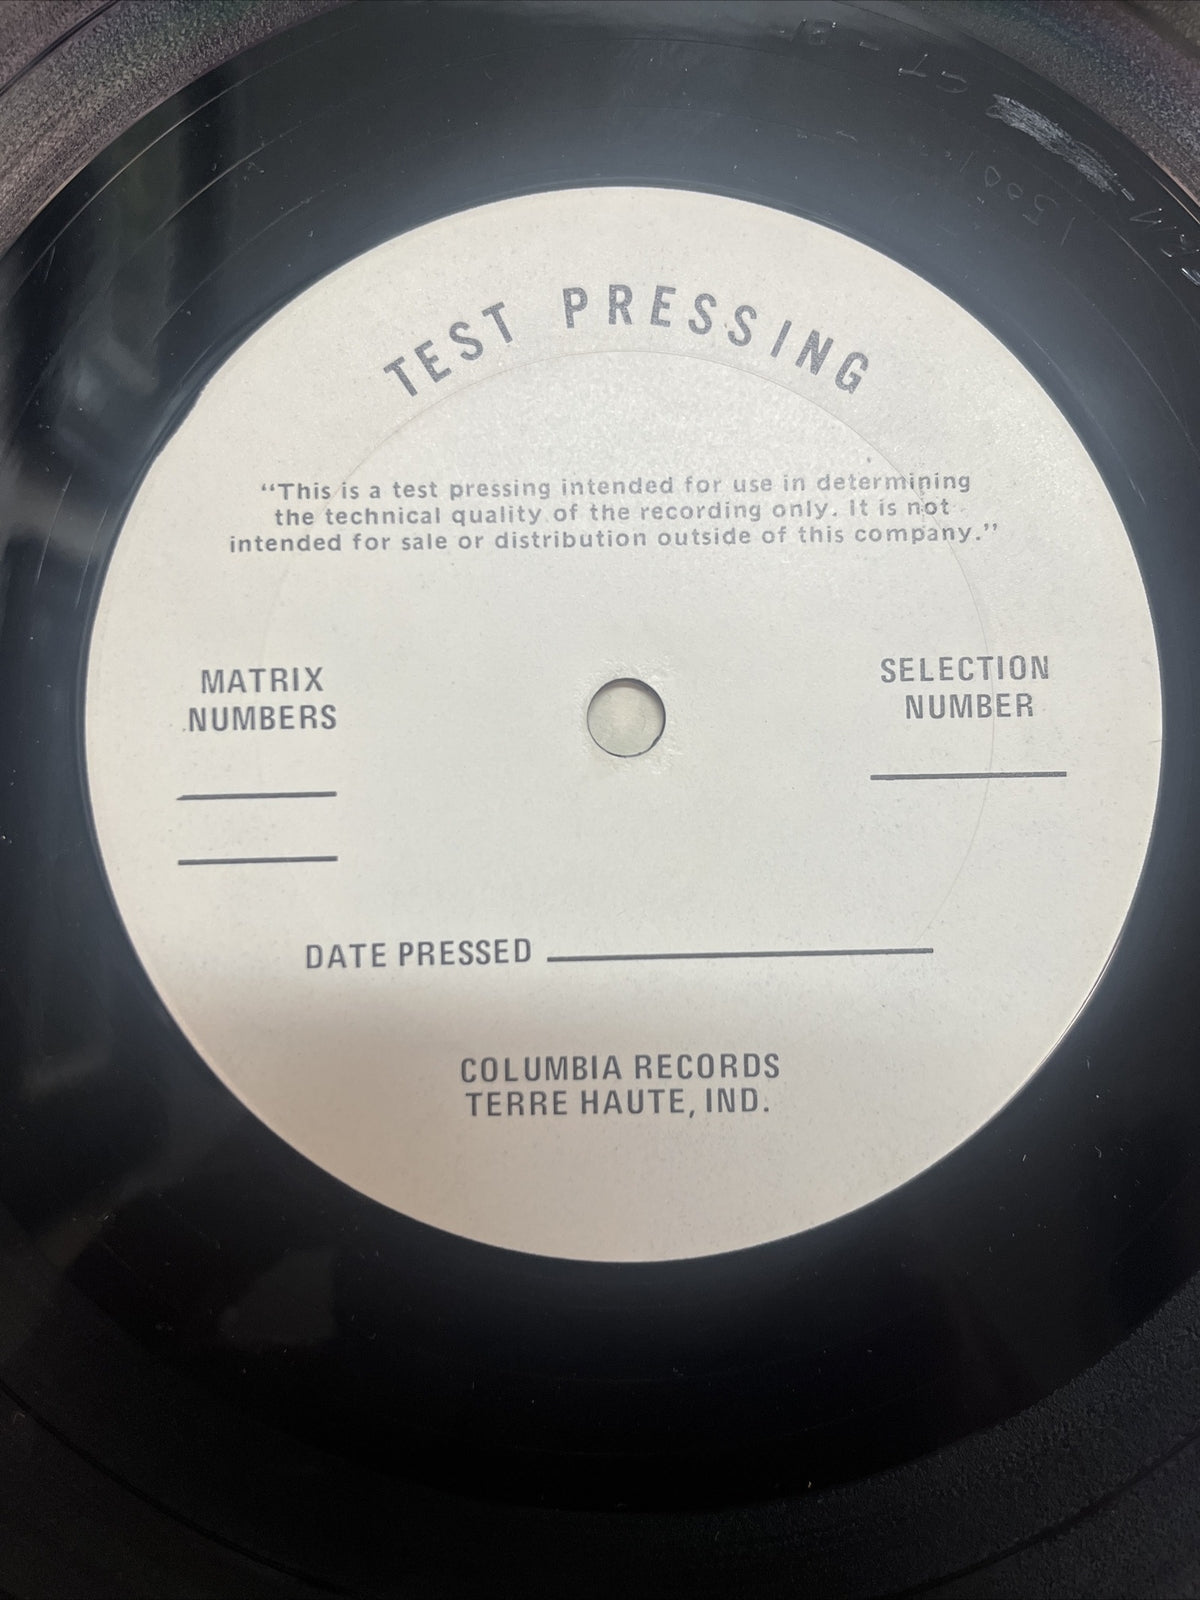 TEST PRESSING
“This is a test pressing intended for use in determining
the technical quality of the recording only. It is not
intended for sale or distribution outside of this company.”
MATRIX
NUMBERS
SELECTION
NUMBER
DATE PRESSED
COLUMBIA RECORDS
TERRE HAUTE, IND.